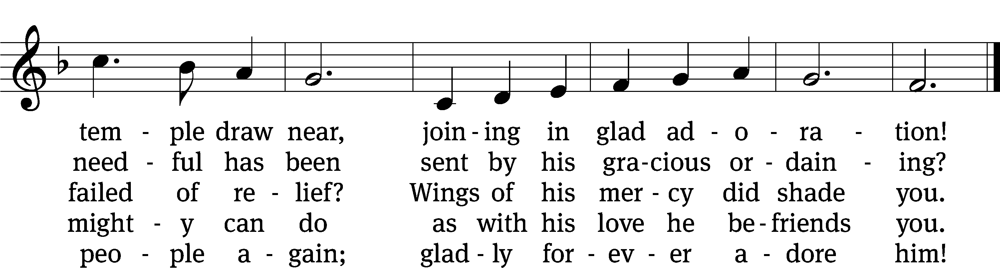 tem - ple draw near, join - ing in glad ad - o - ra - tion!
need - ful has been sent by his gra - cious or - dain - ing?
failed of re - lief? Wings of his mer - cy did shade you.
might - y can do as with his love he be - friends you.
peo - ple a - gain; glad - ly for - ev - er a - dore him!